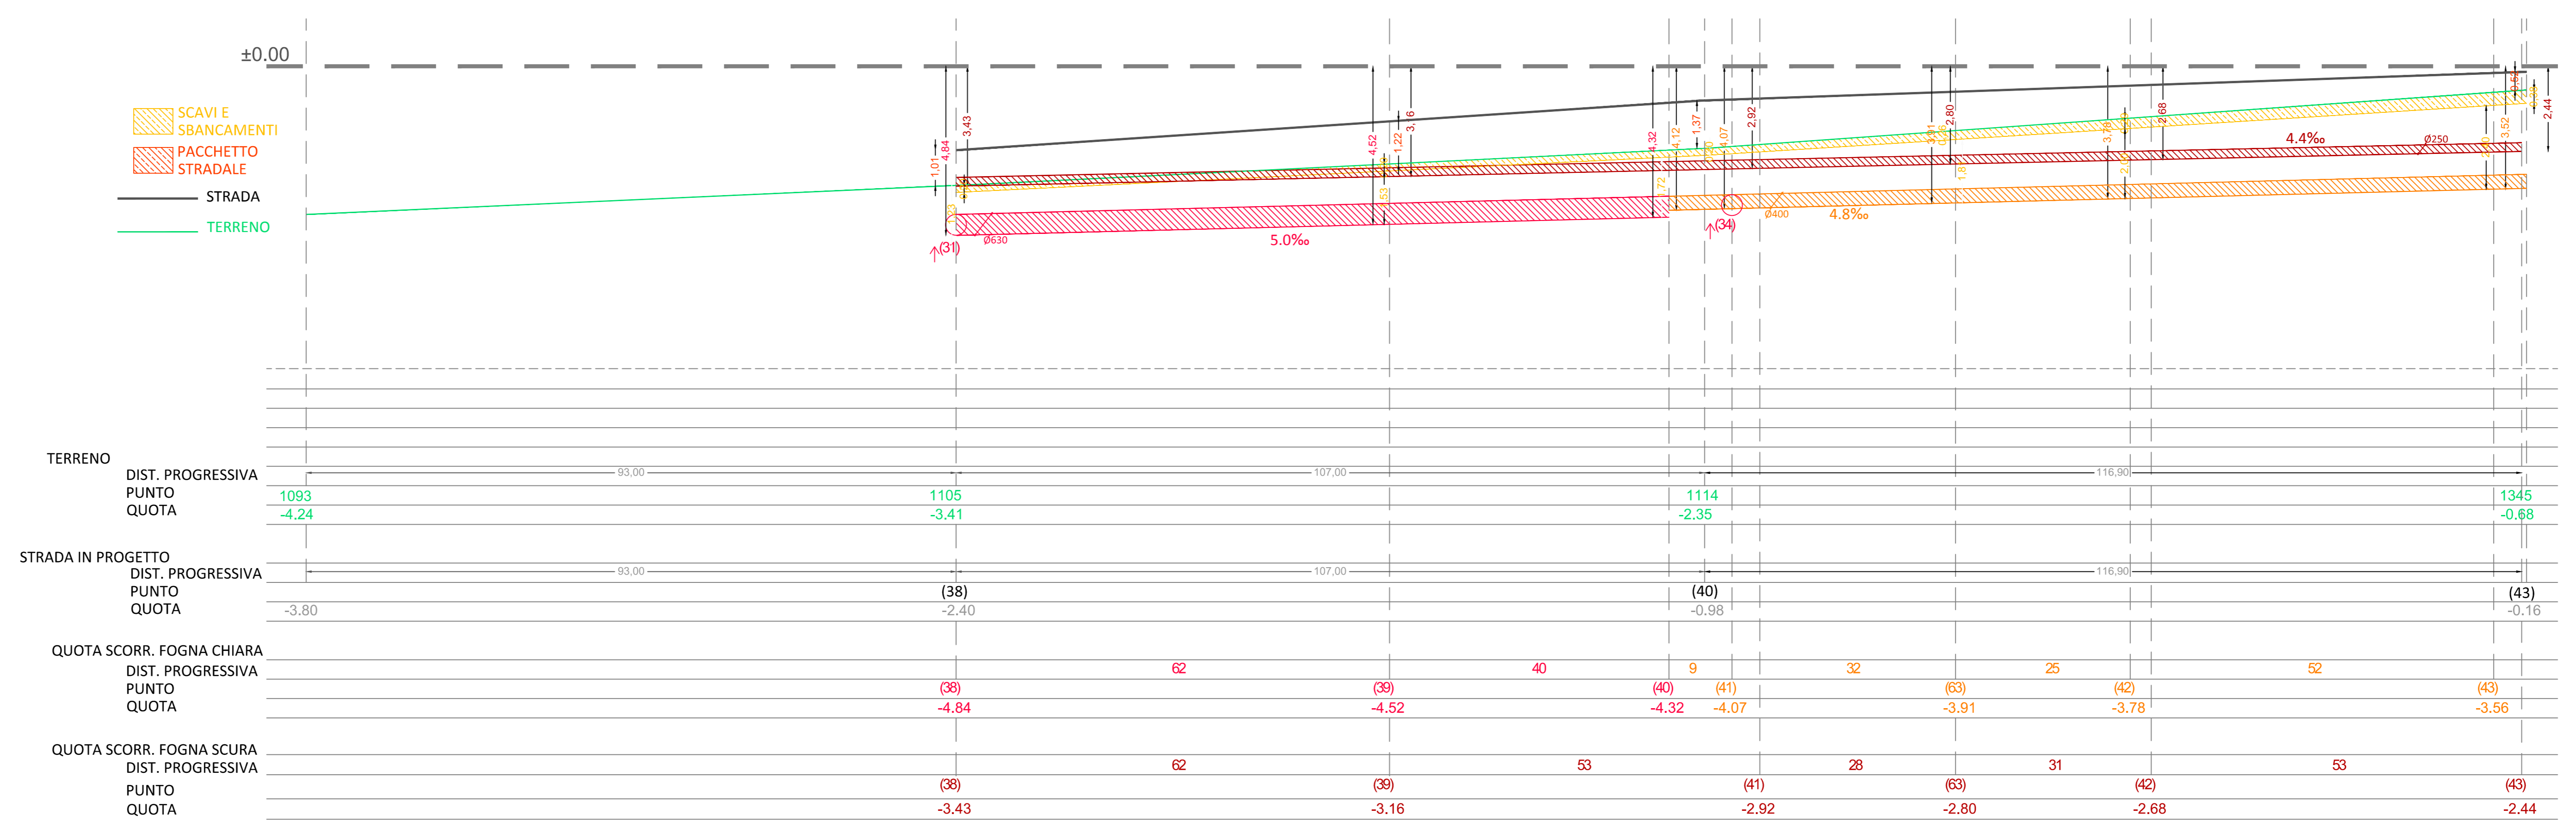 ±0.00
SCAVI E
SBANCAMENTI
PACCHETTO
STRADALE
STRADA
TERRENO
1,01
4,84
3,43
4,52
1,22
3,16
4,32
4,12
1,37
4,07
2,92
3,91
2,80
3,78
2,68
3,52
2,44
4.4‰
Ø250
(31)
Ø630
5.0‰
(34)
Ø400
4.8‰
TERRENO
DIST. PROGRESSIVA 93,00 107,00 116,90
PUNTO 1093 1105 1114 1345
QUOTA -4.24 -3.41 -2.35 -0.68
STRADA IN PROGETTO
DIST. PROGRESSIVA 93,00 107,00 116,90
PUNTO (38) (40) (43)
QUOTA -3.80 -2.40 -0.98 -0.16
QUOTA SCORR. FOGNA CHIARA
DIST. PROGRESSIVA 62 40 9 32 25 52
PUNTO (38) (39) (40) (41) (63) (42) (43)
QUOTA -4.84 -4.52 -4.32 -4.07 -3.91 -3.78 -3.56
QUOTA SCORR. FOGNA SCURA
DIST. PROGRESSIVA 62 53 28 31 53
PUNTO (38) (39) (41) (63) (42) (43)
QUOTA -3.43 -3.16 -2.92 -2.80 -2.68 -2.44